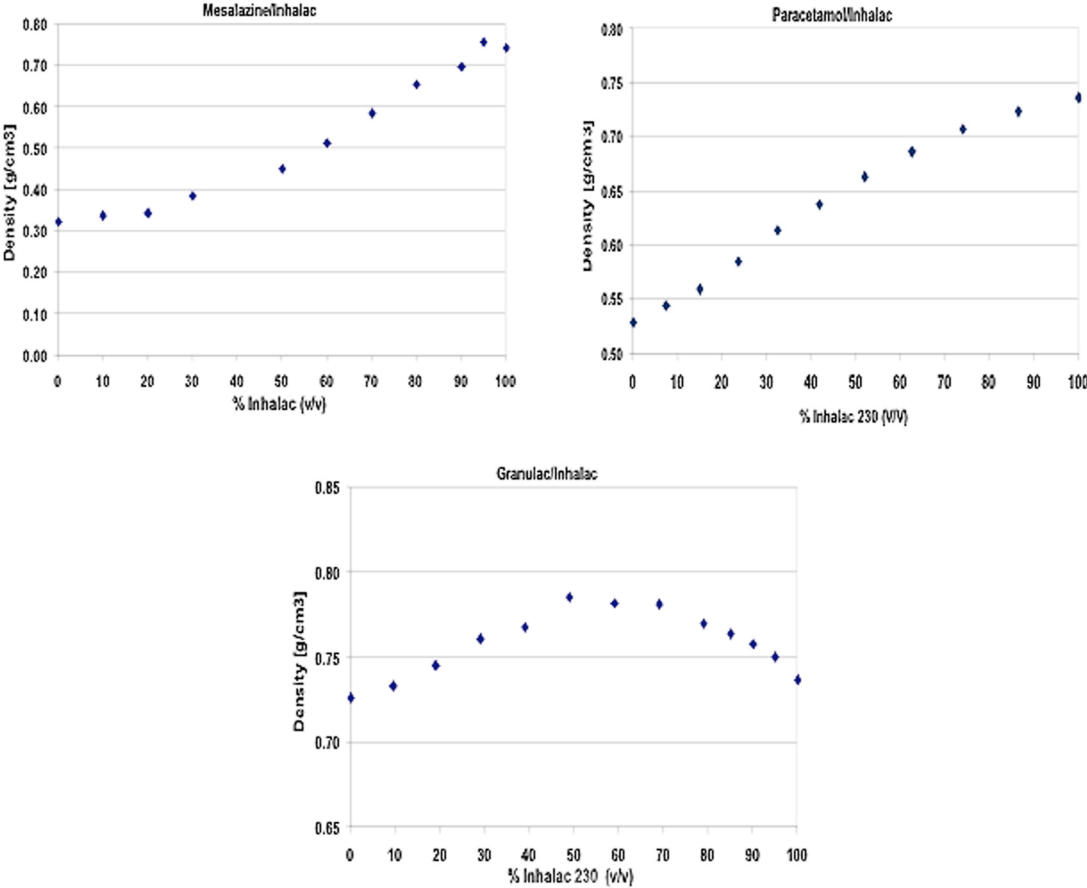 Mesalazine/Inhalac
Density [g/cm3]
0.80
0.70
0.60
0.50
0.40
0.30
0.20
0.10
0.00
0 10 20 30 40 50 60 70 80 90 100
% Inhalac (v/v)
Paracetamol/Inhalac
Density [g/cm3]
0.80
0.75
0.70
0.65
0.60
0.55
0.50
0 10 20 30 40 50 60 70 80 90 100
% Inhalac 230 (V/V)
Granulac/Inhalac
Density [g/cm3]
0.85
0.80
0.75
0.70
0.65
0 10 20 30 40 50 60 70 80 90 100
% Inhalac 230 (v/v)